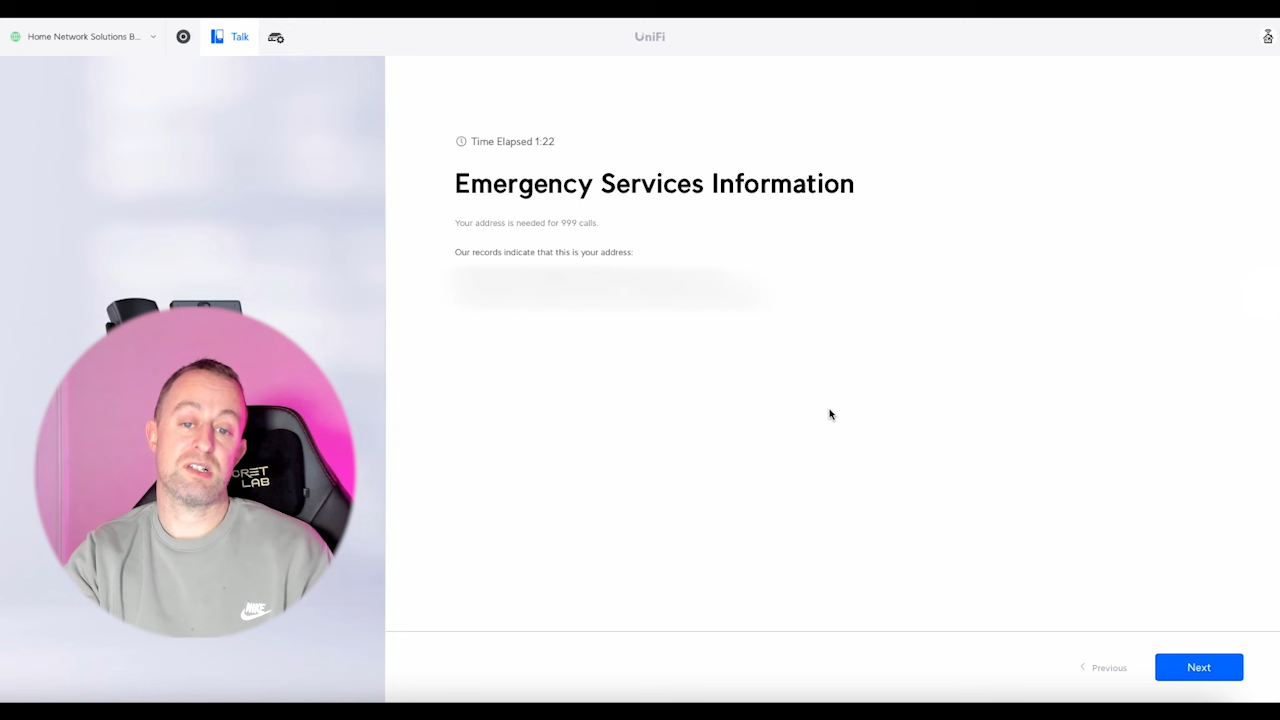 Home Network Solutions B...
Talk
UniFi
Time Elapsed 1:22
Emergency Services Information
Your address is needed for 999 calls.
Our records indicate that this is your address:
LAB
NIKE
Previous
Next